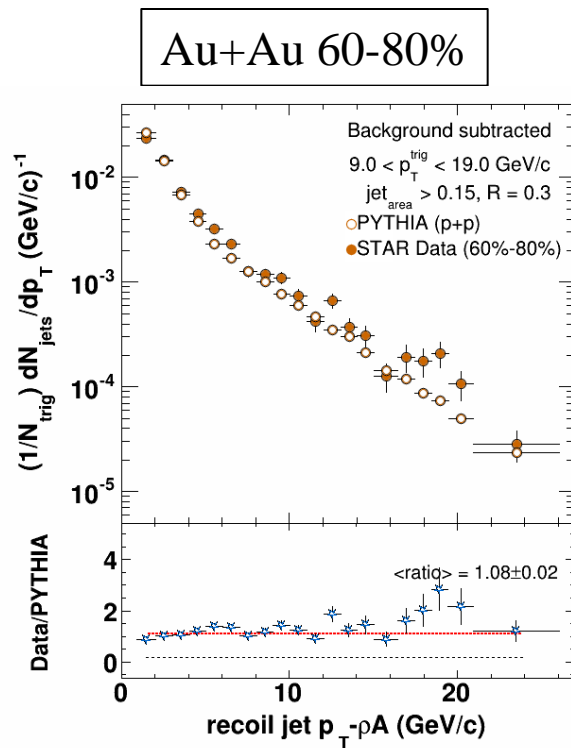 Au+Au 60-80%
Background subtracted
9.0 < p_T^trig < 19.0 GeV/c
jet_area > 0.15, R = 0.3
PYTHIA (p+p)
STAR Data (60%-80%)
(1/N_trig) dN_jets/dp_T (GeV/c)^-1
10^-2
10^-3
10^-4
10^-5
<ratio> = 1.08±0.02
Data/PYTHIA
4
2
0
0 10 20
recoil jet p_T-ρA (GeV/c)